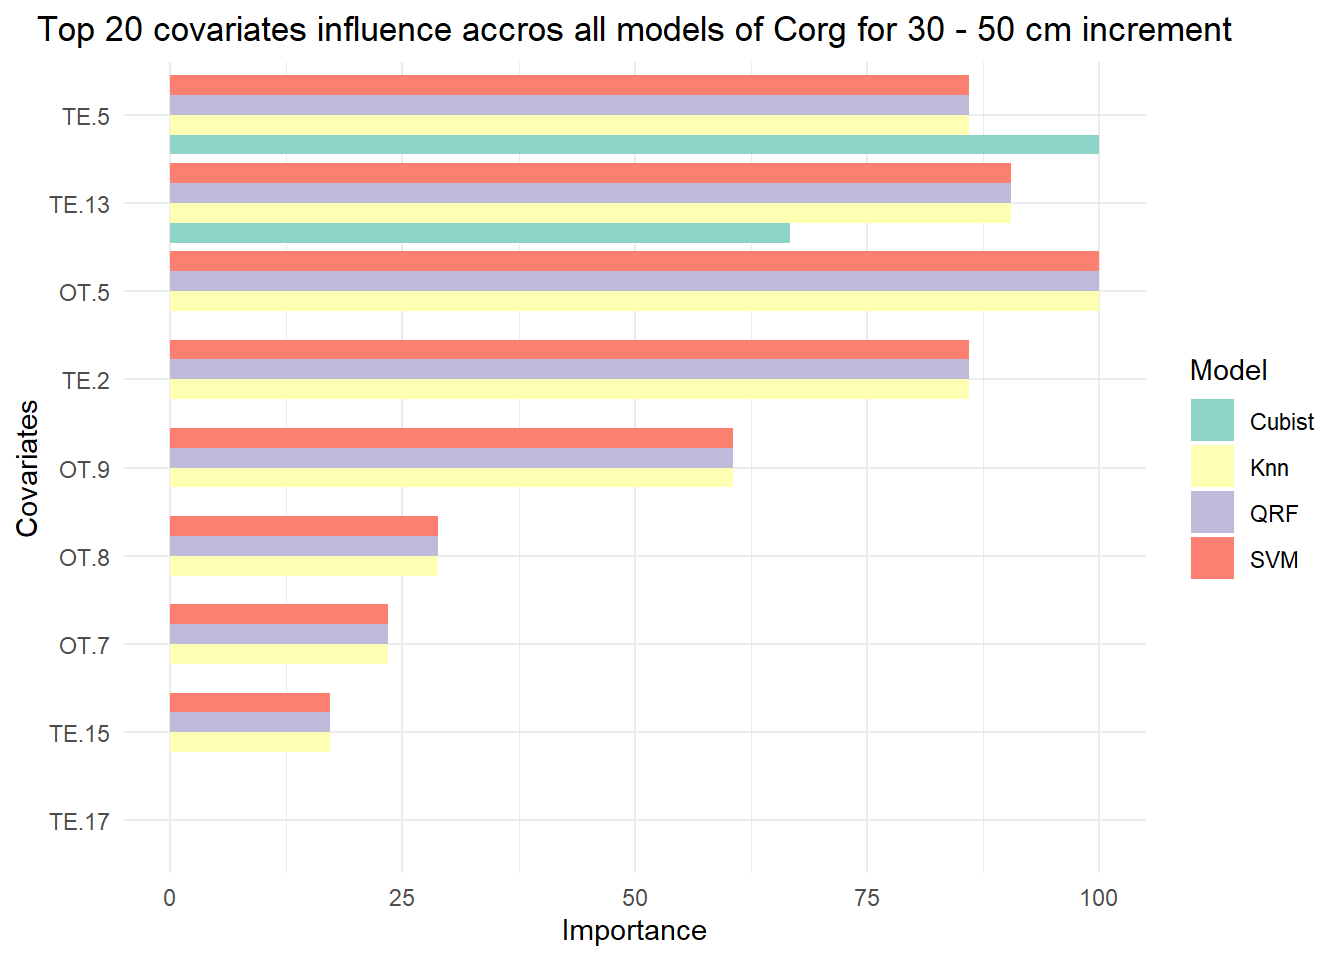 Top 20 covariates influence accros all models of Corg for 30 - 50 cm increment
TE.5
TE.13
OT.5
TE.2
OT.9
OT.8
OT.7
TE.15
TE.17
Covariates
0 25 50 75 100
Importance
Model
Cubist
Knn
QRF
SVM